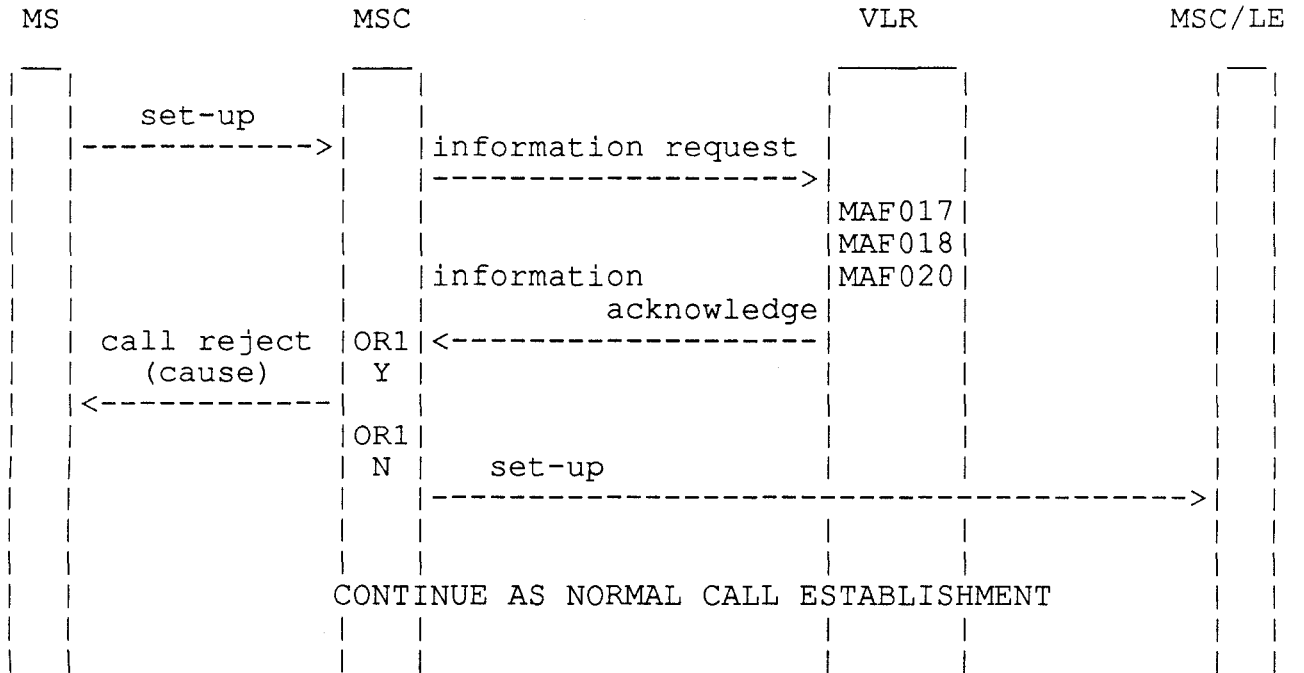 MS MSC VLR MSC/LE
set-up
information request
MAF017
MAF018
information MAF020
acknowledge
call reject OR1
(cause) Y
OR1
N set-up
CONTINUE AS NORMAL CALL ESTABLISHMENT